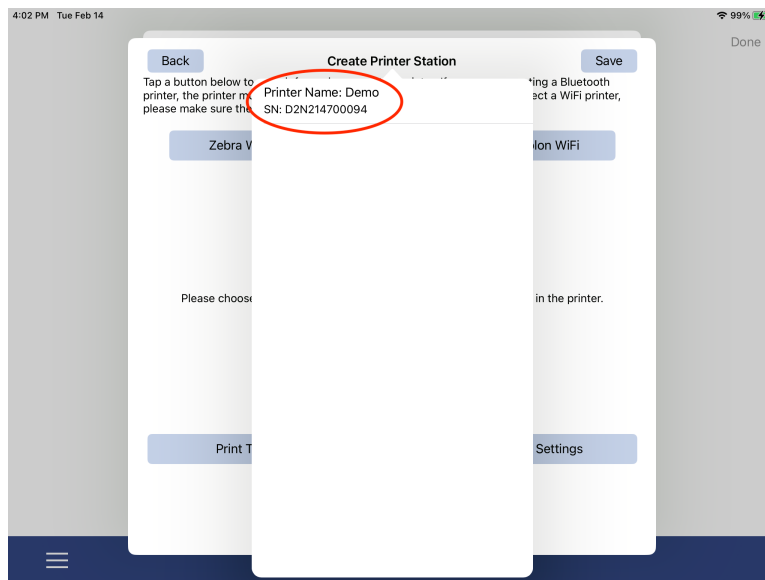 4:02 PM Tue Feb 14
99%
Done
Back
Create Printer Station
Save
Tap a button below to
ting a Bluetooth
printer, the printer
ect a WiFi printer,
please make sure the
Printer Name: Demo
SN: D2N214700094
Zebra
WiFi
Please choose
in the printer.
Print
Settings